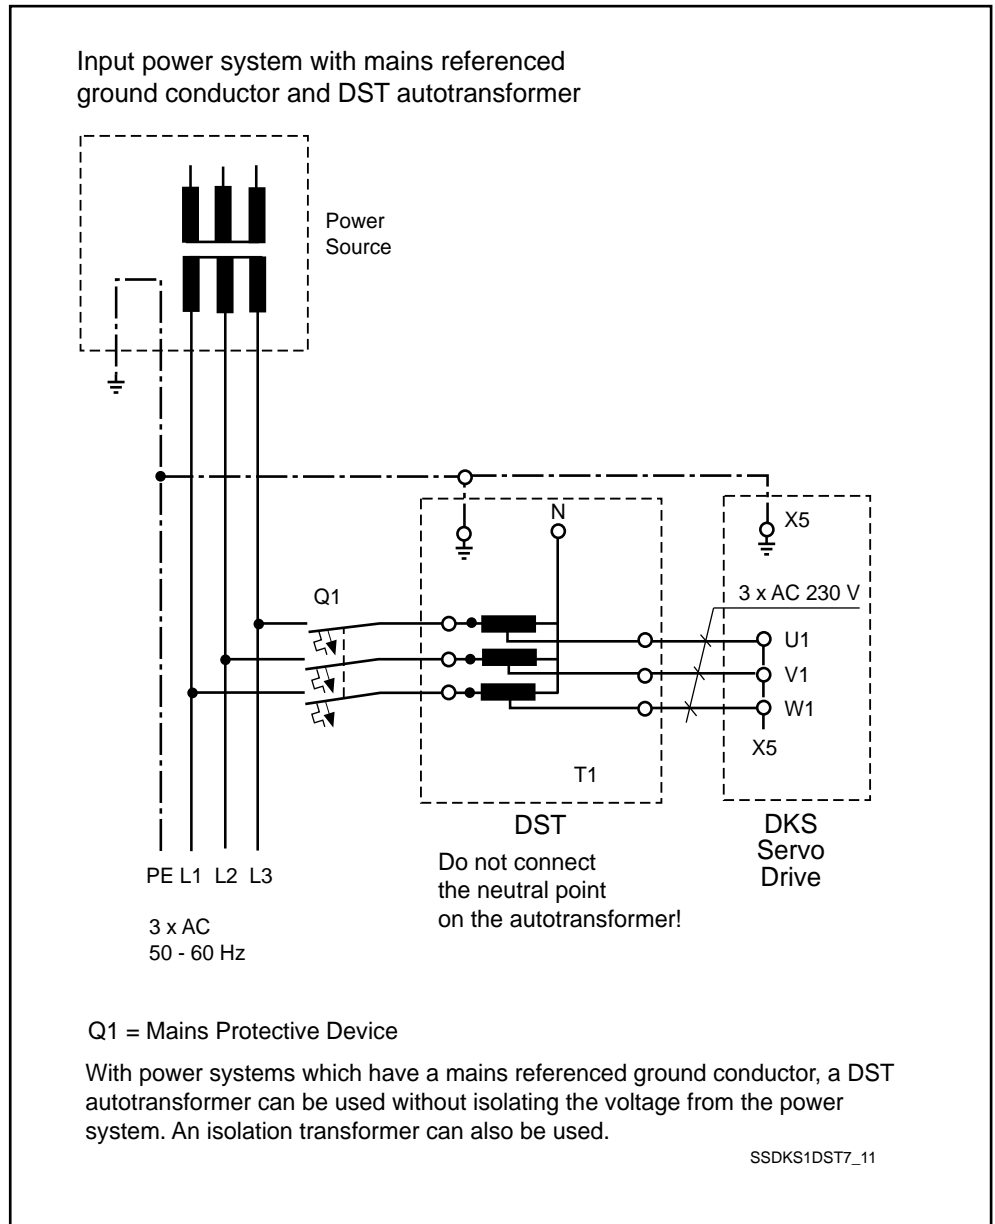 Input power system with mains referenced
ground conductor and DST autotransformer
Power
Source
N
X5
3 x AC 230 V
Q1
U1
V1
W1
X5
T1
DST
DKS
Servo
Drive
Do not connect
the neutral point
on the autotransformer!
PE L1 L2 L3
3 x AC
50 - 60 Hz
Q1 = Mains Protective Device
With power systems which have a mains referenced ground conductor, a DST
autotransformer can be used without isolating the voltage from the power
system. An isolation transformer can also be used.
SSDKS1DST7_11